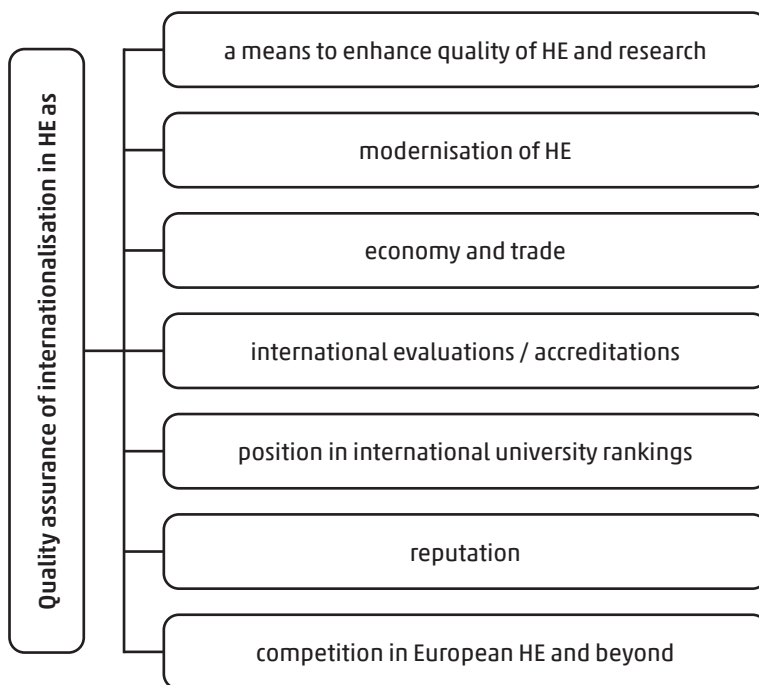 Quality assurance of internationalisation in HE as
a means to enhance quality of HE and research
modernisation of HE
economy and trade
international evaluations / accreditations
position in international university rankings
reputation
competition in European HE and beyond